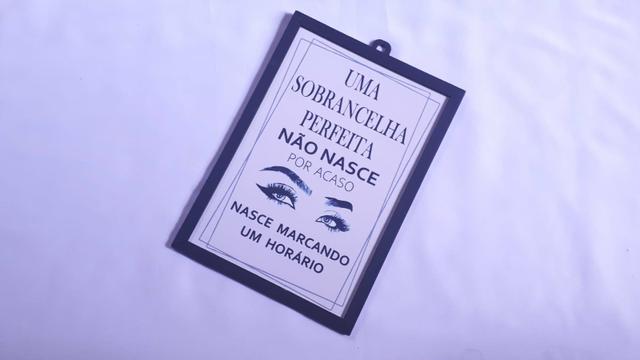 UMA
SOBRANCELHA
PERFEITA
NÃO NASCE
POR ACASO
NASCE MARCANDO
UM HORÁRIO